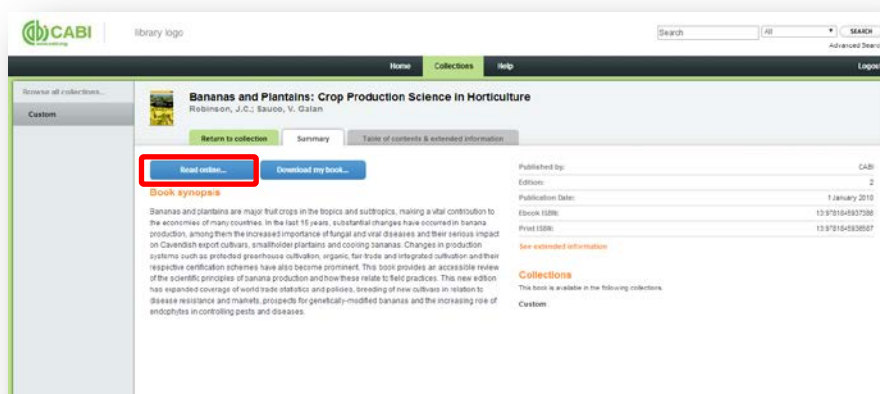 CABI
www.cabi.org
library logo
Search
All
SEARCH
Advanced Searc
Home
Collections
Help
Logout
Browse all collections...
Custom
Bananas and Plantains: Crop Production Science in Horticulture
Robinson, J.C.; Sauco, V. Galan
Return to collection
Summary
Table of contents & extended information
Read online...
Download my book...
Book synopsis
Bananas and plantains are major fruit crops in the tropics and subtropics, making a vital contribution to
the economies of many countries. In the last 15 years, substantial changes have occurred in banana
production, among them the increased importance of fungal and viral diseases and their serious impact
on Cavendish export cultivars, smallholder plantains and cooking bananas. Changes in production
systems such as protected greenhouse cultivation, organic, fair trade and integrated cultivation and their
respective certification schemes have also become prominent. This book provides an accessible review
of the scientific principles of banana production and how these relate to field practices. This new edition
has expanded coverage of world trade statistics and policies, breeding of new cultivars in relation to
disease resistance and markets, prospects for genetically-modified bananas and the increasing role of
endophytes in controlling pests and diseases.
Published by: CABI
Edition: 2
Publication Date: 1 January 2010
Ebook ISBN:
Print ISBN:
See extended information
Collections
This book is available in the following collections.
Custom